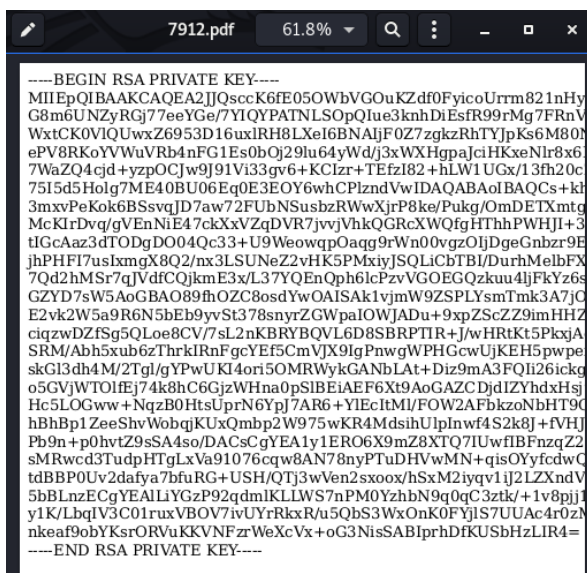 7912.pdf 61.8%
-----BEGIN RSA PRIVATE KEY-----
MIIEpQIBAAKCAQEA2JJQsccK6fE05OWbVGOuKZdf0FyicoUrrm821nHy
G8m6UNZyRGj77eeYGe/7YIQYPATNLSOpQIue3knhDiEsfR99rMg7FRnV
WxtCK0VlQUwxZ6953D16uxlRH8LXeI6BNAIjF0Z7zgkzRhTYJpKs6M80N
ePV8RKoYVWuVRb4nFG1Es0bOj29lu64yWd/j3xWXHgpaJciHKxeNlr8x6
7WaZQ4cjd+yzpOCJw9J91Vi33gv6+KCIzr+TEfzI82+hLW1UGx/13fh20c
75I5d5Holg7ME40BU06Eq0E3EOY6whCPlzndVwIDAQABAoIBAQCs+kh
3mxvPeKok6BSsvqJD7aw72FUbNSusbzRWwXjrP8ke/Pukg/OmDETXmtg
McKIrDvq/gVEnNiE47ckXxVZqDVR7jvvjVhkQGRcXWQfgHThhPWHJI+3
tIGcAaz3dTODgDO04Qc33+U9WeowqpOaqg9rWn00vgzOIjDgeGnbzr9E
jhPHFI7usIxmgX8Q2/nx3LSUNeZ2vHK5PMxiyJSQLiCbTBI/DurhMelbFX
7Qd2hMSr7qJVdfCQjkmE3x/L37YQEnQph6lcPzvVGOEGQzkuu4ljFkYz6s
GZYD7sW5AoGBAO89fhOZC8osdYwOAISAk1vjmW9ZSPLYsmTmk3A7jO
E2vk2W5a9R6N5bEb9yvSt378snyrZGWpaIOWJADu+9xpZScZZ9imHHZ
ciqzwDZfSg5QLoe8CV/7sL2nKBRYBQVL6D8SBRPTIR+J/wHRtKt5PkxjA
SRM/Abh5xub6zThrkIRnFgcYEf5CmVJX9IgPnwgWPHGcwUjKEH5pwpe
skGl3dh4M/2Tgl/gYPwUKI4ori5OMRWykGANbLAt+Diz9mA3FQIi26ickg
o5GVjWTOlfEj74k8hC6GjzWHna0pSlBEiAEF6Xt9AoGAZCDjdIZYhdxHsj
Hc5LOGww+NqzB0HtsUprN6YpJ7AR6+YlEcItMl/FOW2AFbkzoNbHT9Q
hBhBp1ZeeShvWobqjKUxQmbp2W975wKR4MdsihUlpInwf4S2k8J+fVHJ
Pb9n+p0hvtZ9sSA4so/DACsCgYEA1y1ERO6X9mZ8XTQ7IUwfIBFnzqZ2
sMRwcd3TudpHTgLxVa91076cqw8AN78nyPTuDHVwMN+qisOYyfcdwQ
tdBBP0Uv2dafya7bfuRG+USH/QTj3wVen2sxoox/hSxM2iyqv1iJ2LZXndV
5bBLnzECgYEAlLiYGzP92qdmlKLLWS7nPM0YzhbN9q0qC3ztk/+1v8pjj1
y1K/LbqIV3C01ruxVBOV7ivUYrRkxR/u5QbS3WxOnK0FYjlS7UUAc4r0zM
nkeaf9obYKsrORVuKKVNFzrWeXcVx+oG3NisSABIprhDfKUSbHzLIR4=
-----END RSA PRIVATE KEY-----